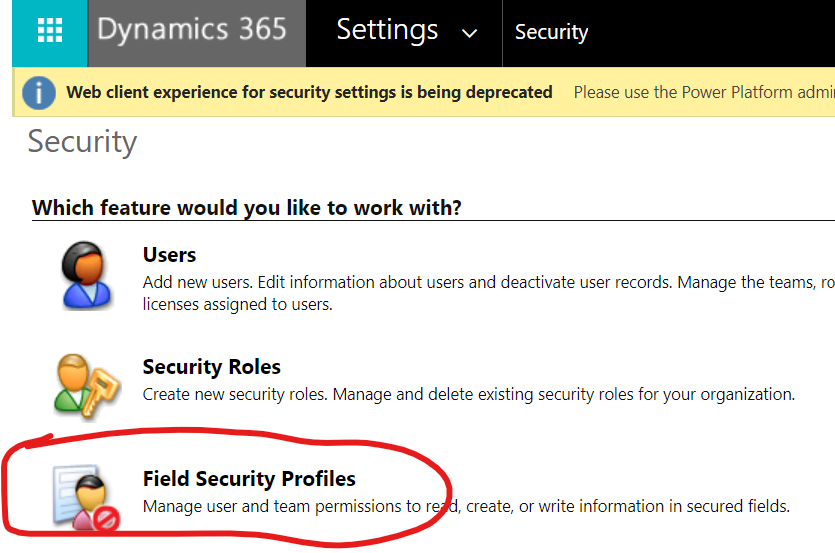 Dynamics 365 Settings Security
Web client experience for security settings is being deprecated Please use the Power Platform
Security
Which feature would you like to work with?
Users
Add new users. Edit information about users and deactivate user records. Manage the teams,
licenses assigned to users.
Security Roles
Create new security roles. Manage and delete existing security roles for your organization.
Field Security Profiles
Manage user and team permissions to read, create, or write information in secured fields.